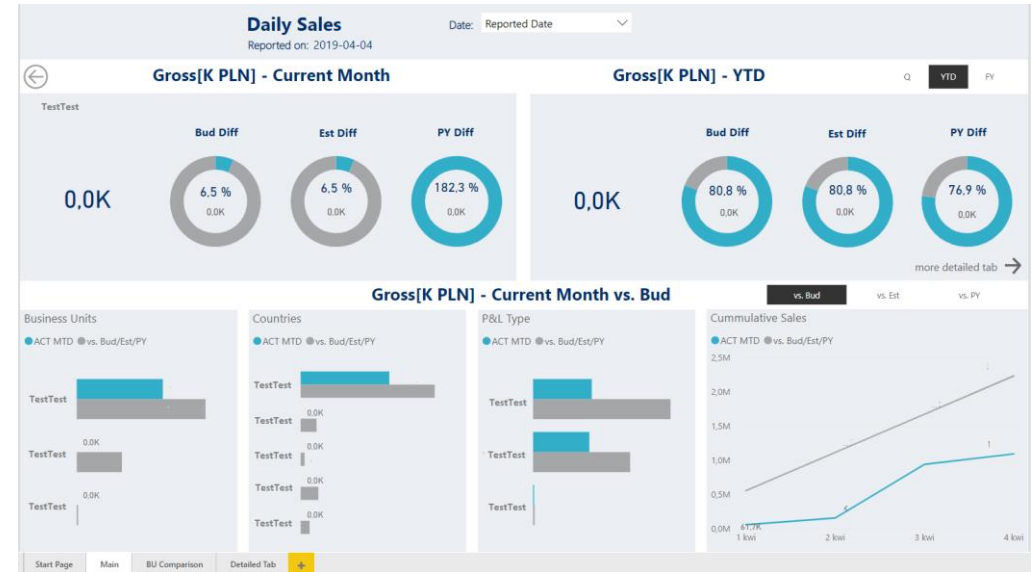 Daily Sales
Reported on: 2019-04-04
Date: Reported Date
Gross[K PLN] - Current Month
Gross[K PLN] - YTD
Q YTD PY
TestTest
Bud Diff Est Diff PY Diff
0,0K
6,5 % 6,5 % 182,3 %
0,0K 0,0K 0,0K
Bud Diff Est Diff PY Diff
0,0K
80,8 % 80,8 % 76,9 %
0,0K 0,0K 0,0K
more detailed tab
Gross[K PLN] - Current Month vs. Bud
vs. Bud vs. Est vs. PY
Business Units
ACT MTD vs. Bud/Est/PY
TestTest
0.0K
TestTest
0.0K
TestTest
Countries
ACT MTD vs. Bud/Est/PY
TestTest
0.0K
TestTest
0.0K
TestTest
0.0K
TestTest
0.0K
TestTest
P&L Type
ACT MTD vs. Bud/Est/PY
TestTest
TestTest
TestTest
Cummulative Sales
ACT MTD vs. Bud/Est/PY
2,5M
2,0M
1,5M
1,0M
0,5M
0,0M
61.7K
1 kwi 2 kwi 3 kwi 4 kwi
Start Page Main BU Comparison Detailed Tab +